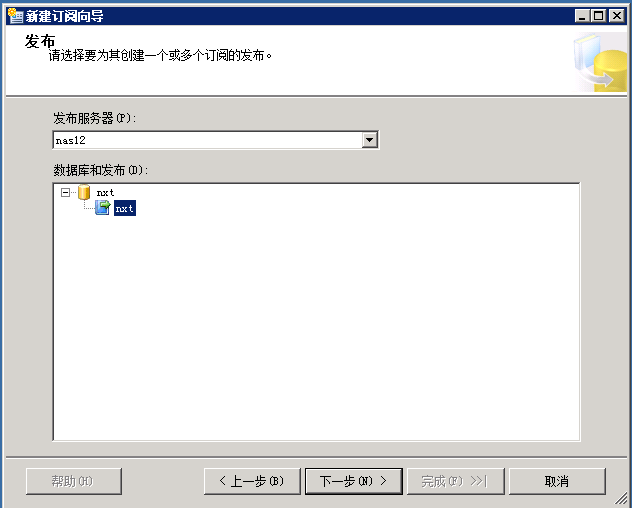 新建订阅向导
发布
请选择要为其创建一个或多个订阅的发布。
发布服务器(P):
nas12
数据库和发布(D):
nxt
nxt
帮助(H)
< 上一步(B)
下一步(N) >
完成(F) >>|
取消